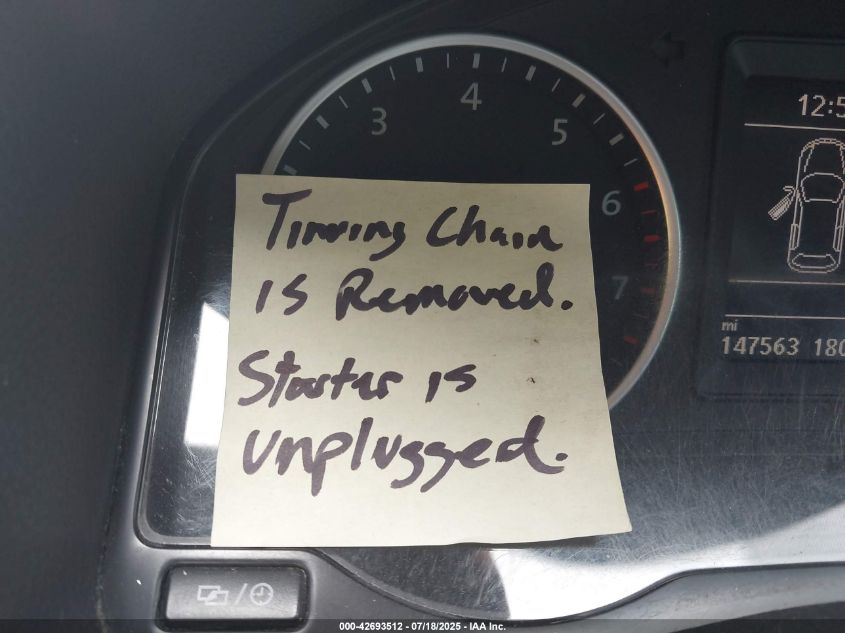 4
3
5
12:5
6
Timing Chain
is Removed.
7
mi
147563 180
Starter is
unplugged.
000-42693512 - 07/18/2025 - IAA Inc.